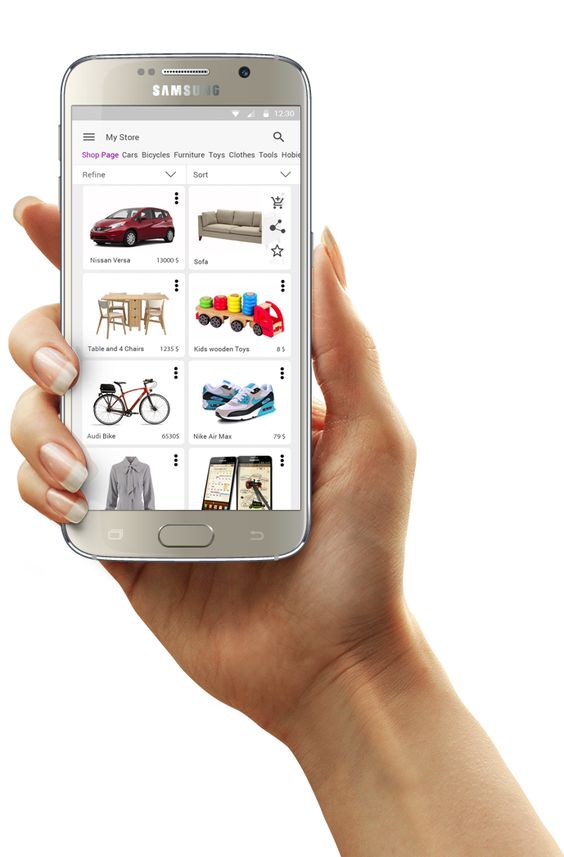 SAMSUNG
12:30
My Store
Shop Page Cars Bicycles Furniture Toys Clothes Tools Hobie
Refine Sort
Nissan Versa 13000 $ Sofa
Table and 4 Chairs 1235 $ Kids wooden Toys 8 $
Audi Bike 6530$ Nike Air Max 79 $